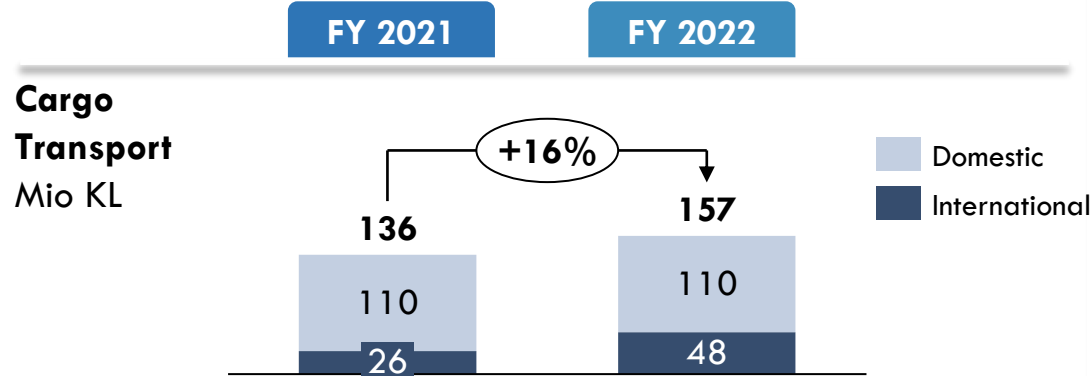 FY 2021
FY 2022
Cargo
Transport
Mio KL
+16%
136
157
110
110
26
48
Domestic
International